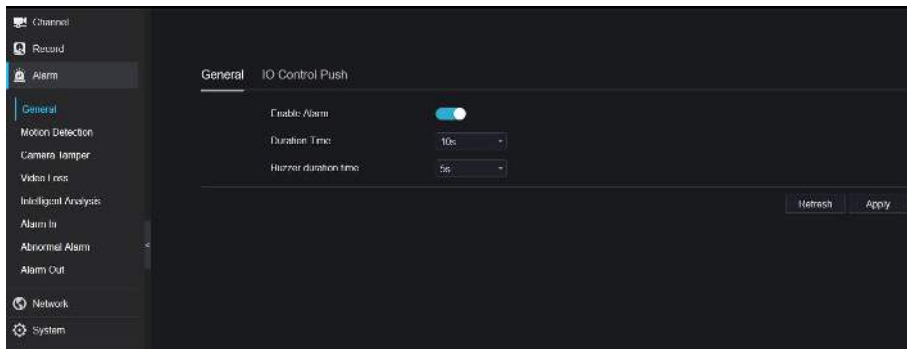 Channel
Record
Alarm
General
Motion Detection
Camera Tamper
Video Loss
Intelligent Analysis
Alarm In
Abnormal Alarm
Alarm Out
Network
System
General IO Control Push
Enable Alarm
Duration Time 10s
Buzzer duration time 5s
Refresh Apply